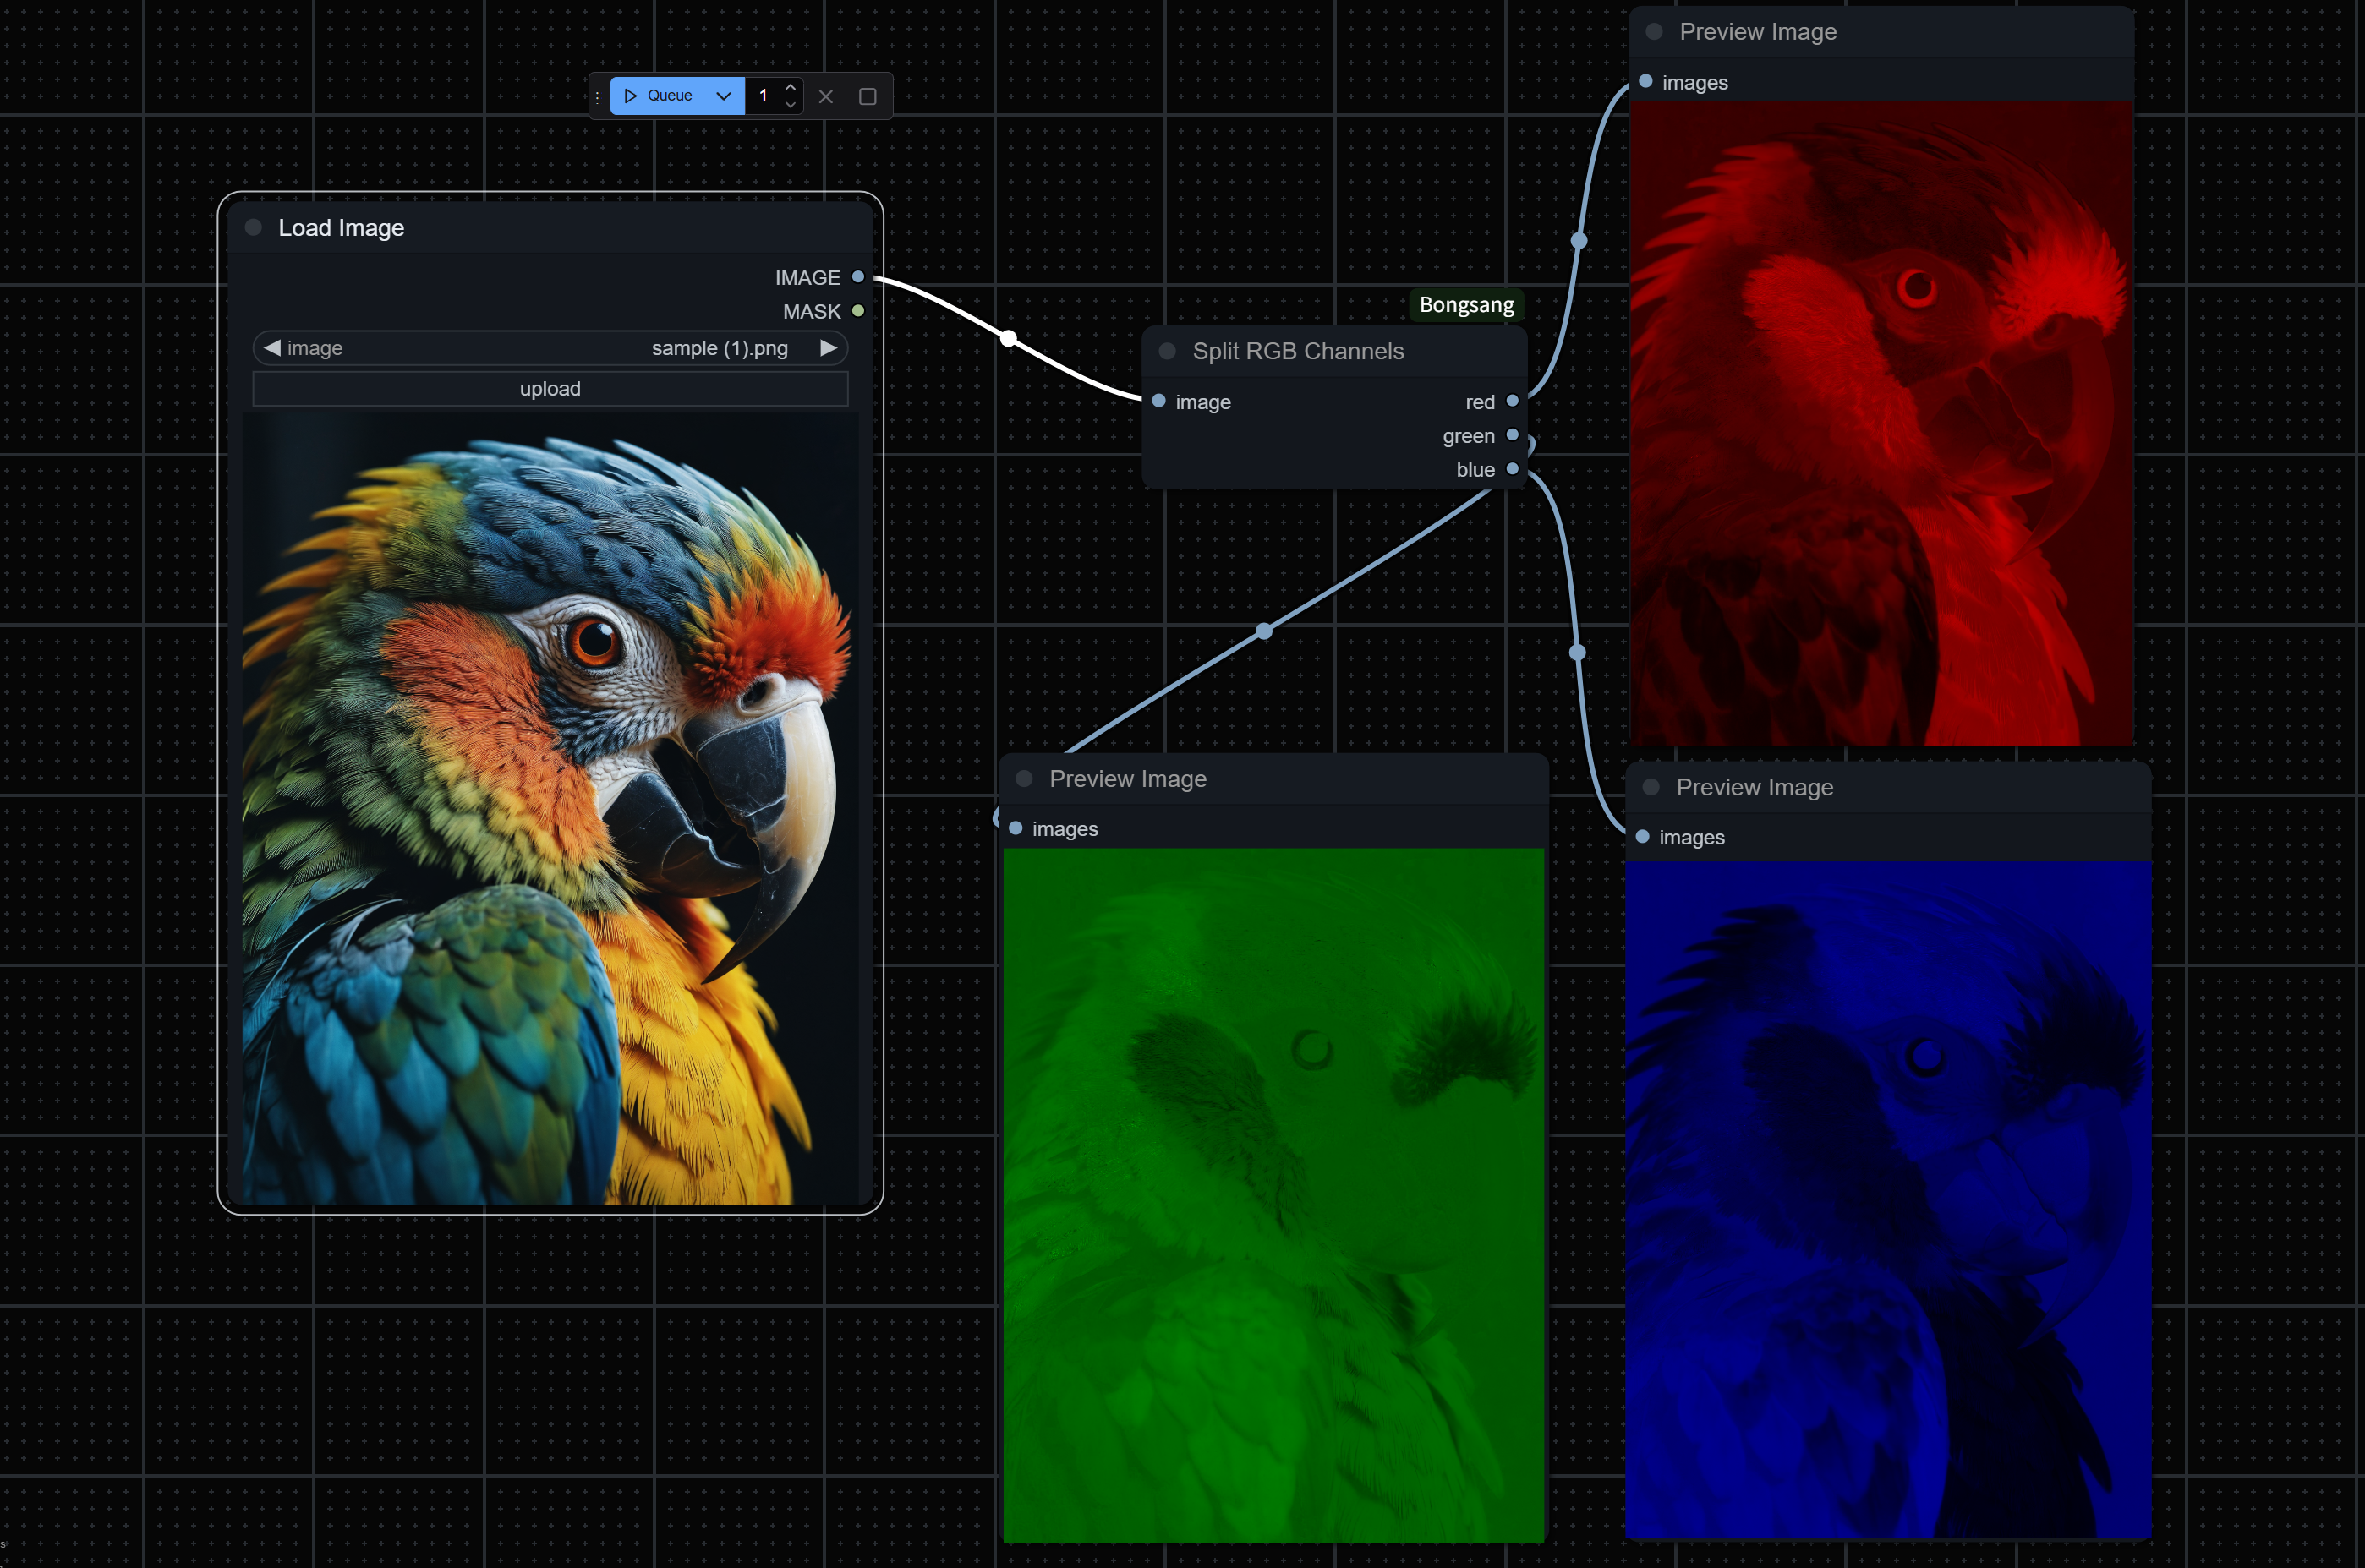 Queue
1
Load Image
IMAGE
MASK
image
sample (1).png
upload
Bongsang
Split RGB Channels
image
red
green
blue
Preview Image
images
Preview Image
images
Preview Image
images
s